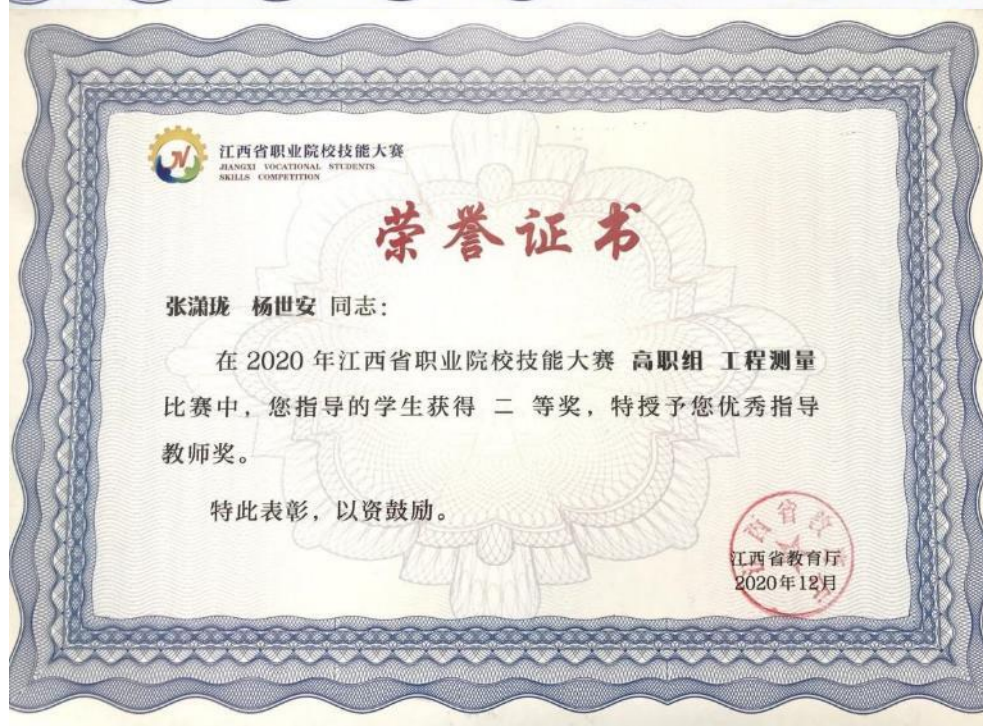 江西省职业院校技能大赛
JIANGXI VOCATIONAL STUDENTS
SKILLS COMPETITION
荣誉证书
张潇珑 杨世安 同志：
在 2020 年江西省职业院校技能大赛 高职组 工程测量
比赛中，您指导的学生获得 二 等奖，特授予您优秀指导
教师奖。
特此表彰，以资鼓励。
江西省教育厅
2020年12月